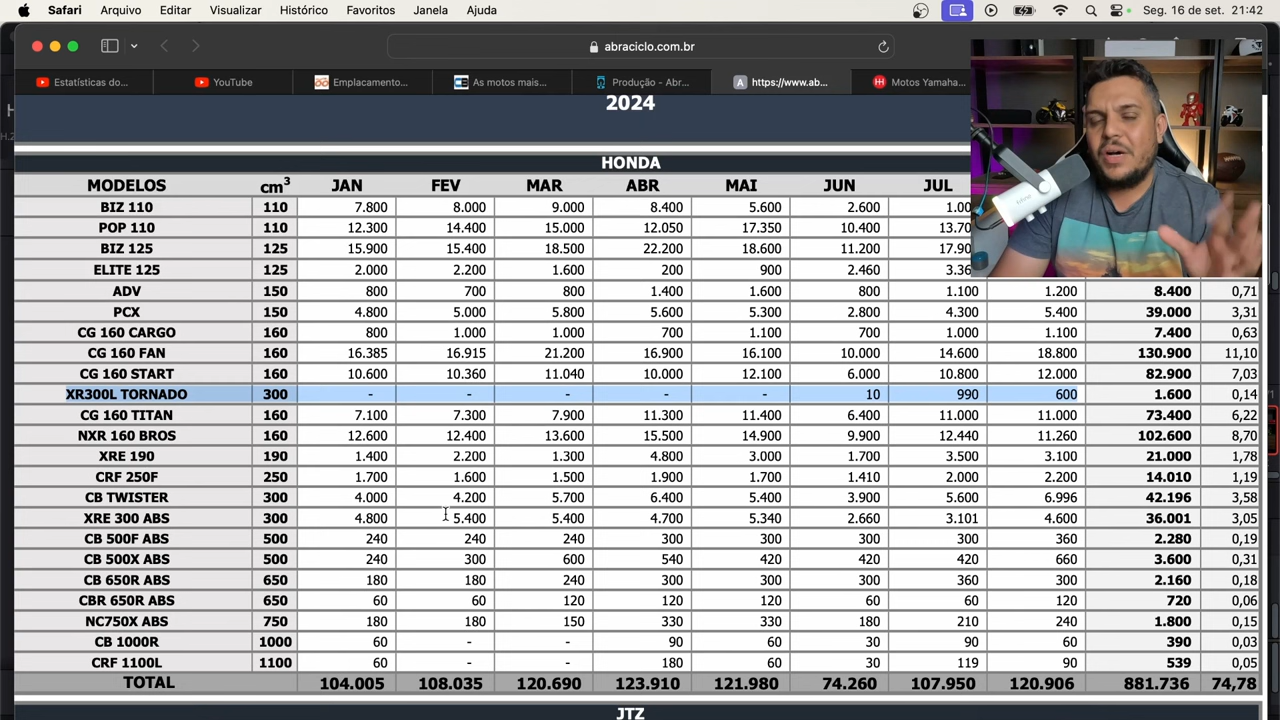 Safari Arquivo Editar Visualizar Histórico Favoritos Janela Ajuda Seg. 16 de set. 21:42
abraciclo.com.br
Estatísticas do... YouTube Emplacamento... As motos mais... Produção - Abr... A https://www.ab... Motos Yamaha...
2024
HONDA
MODELOS cm³ JAN FEV MAR ABR MAI JUN JUL
BIZ 110 110 7.800 8.000 9.000 8.400 5.600 2.600 1.00
POP 110 110 12.300 14.400 15.000 12.050 17.350 10.400 13.70
BIZ 125 125 15.900 15.400 18.500 22.200 18.600 11.200 17.90
ELITE 125 125 2.000 2.200 1.600 200 900 2.460 3.36
ADV 150 800 700 800 1.400 1.600 800 1.100 1.200 8.400 0,71
PCX 150 4.800 5.000 5.800 5.600 5.300 2.800 4.300 5.400 39.000 3,31
CG 160 CARGO 160 800 1.000 1.000 700 1.100 700 1.000 1.100 7.400 0,63
CG 160 FAN 160 16.385 16.915 21.200 16.900 16.100 10.000 14.600 18.800 130.900 11,10
CG 160 START 160 10.600 10.360 11.040 10.000 12.100 6.000 10.800 12.000 82.900 7,03
XR300L TORNADO 300 - - - - - 10 990 600 1.600 0,14
CG 160 TITAN 160 7.100 7.300 7.900 11.300 11.400 6.400 11.000 11.000 73.400 6,22
NXR 160 BROS 160 12.600 12.400 13.600 15.500 14.900 9.900 12.440 11.260 102.600 8,70
XRE 190 190 1.400 2.200 1.300 4.800 3.000 1.700 3.500 3.100 21.000 1,78
CRF 250F 250 1.700 1.600 1.500 1.900 1.700 1.410 2.000 2.200 14.010 1,19
CB TWISTER 300 4.000 4.200 5.700 6.400 5.400 3.900 5.600 6.996 42.196 3,58
XRE 300 ABS 300 4.800 5.400 5.400 4.700 5.340 2.660 3.101 4.600 36.001 3,05
CB 500F ABS 500 240 240 240 300 300 300 300 360 2.280 0,19
CB 500X ABS 500 240 300 600 540 420 420 420 660 3.600 0,31
CB 650R ABS 650 180 180 240 300 300 300 360 300 2.160 0,18
CBR 650R ABS 650 60 60 120 120 120 60 60 120 720 0,06
NC750X ABS 750 180 180 150 330 330 180 210 240 1.800 0,15
CB 1000R 1000 60 - - 90 60 30 90 60 390 0,03
CRF 1100L 1100 60 - - 180 60 30 119 90 539 0,05
TOTAL 104.005 108.035 120.690 123.910 121.980 74.260 107.950 120.906 881.736 74,78
JTZ